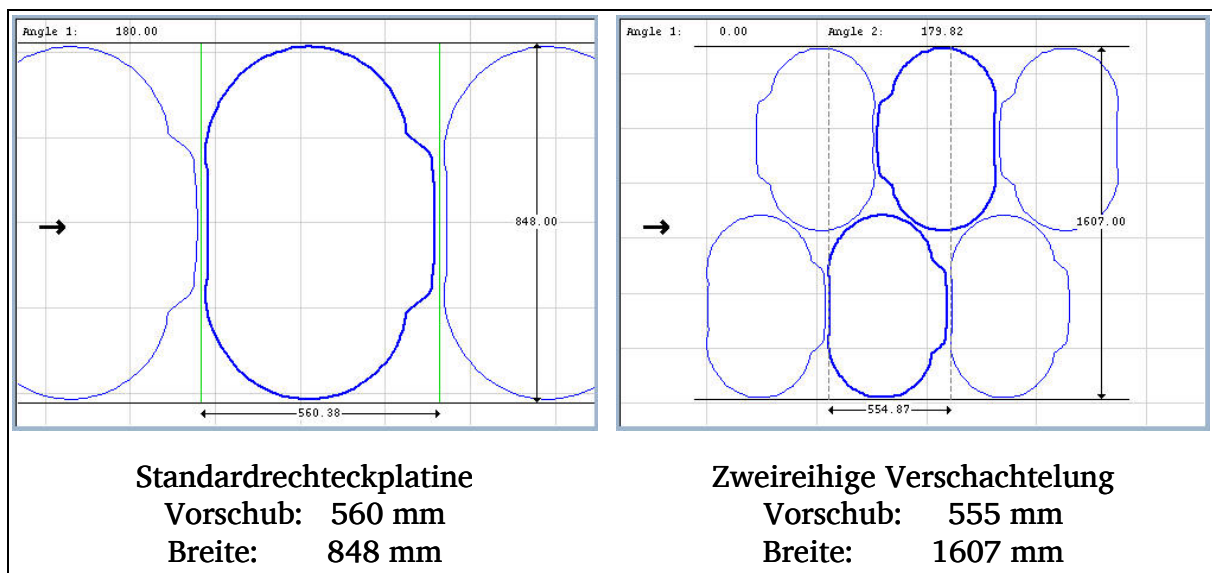 Angle 1: 180.00
848.00
560.38
Angle 1: 0.00 Angle 2: 179.82
1607.00
554.87
Standardrechteckplatine
Vorschub: 560 mm
Breite: 848 mm
Zweireihige Verschachtelung
Vorschub: 555 mm
Breite: 1607 mm